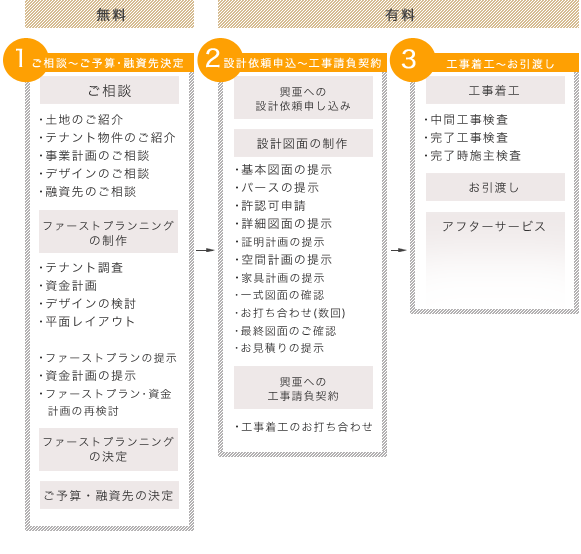 無料
有料
1 ご相談～ご予算・融資先決定
ご相談
・土地のご紹介
・テナント物件のご紹介
・事業計画のご相談
・デザインのご相談
・融資先のご相談
ファーストプランニング
の制作
・テナント調査
・資金計画
・デザインの検討
・平面レイアウト
・ファーストプランの提示
・資金計画の提示
・ファーストプラン・資金
計画の再検討
ファーストプランニング
の決定
ご予算・融資先の決定
2 設計依頼申込～工事請負契約
興亜への
設計依頼申し込み
設計図面の制作
・基本図面の提示
・パースの提示
・許認可申請
・詳細図面の提示
・証明計画の提示
・空間計画の提示
・家具計画の提示
・一式図面の確認
・お打ち合わせ(数回)
・最終図面のご確認
・お見積りの提示
興亜への
工事請負契約
・工事着工のお打ち合わせ
3 工事着工～お引渡し
工事着工
・中間工事検査
・完了工事検査
・完了時施主検査
お引渡し
アフターサービス